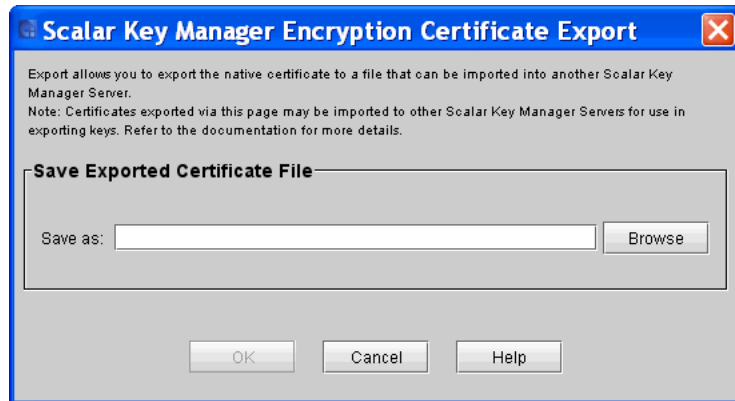 Scalar Key Manager Encryption Certificate Export
Export allows you to export the native certificate to a file that can be imported into another Scalar Key
Manager Server.
Note: Certificates exported via this page may be imported to other Scalar Key Manager Servers for use in
exporting keys. Refer to the documentation for more details.
Save Exported Certificate File
Save as:
Browse
OK
Cancel
Help